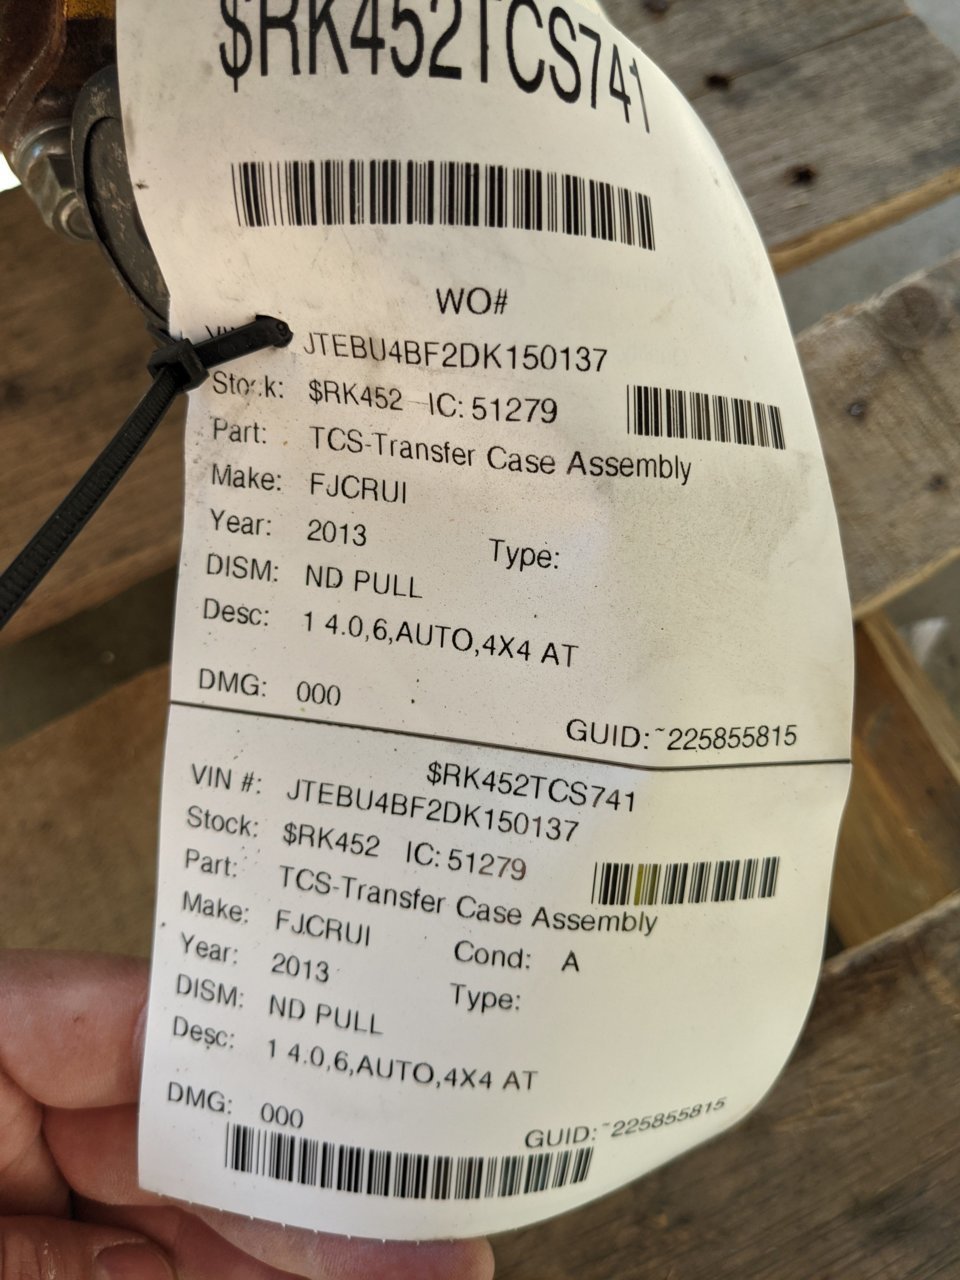 $RK452TCS741
WO#
JTEBU4BF2DK150137
Stock: $RK452 IC: 51279
Part: TCS-Transfer Case Assembly
Make: FJCRUI
Year: 2013 Type:
DISM: ND PULL
Desc: 1 4.0,6,AUTO,4X4 AT
DMG: 000
GUID:~225855815
$RK452TCS741
VIN #: JTEBU4BF2DK150137
Stock: $RK452 IC: 51279
Part: TCS-Transfer Case Assembly
Make: FJCRUI Cond: A
Year: 2013 Type:
DISM: ND PULL
Desc: 1 4.0,6,AUTO,4X4 AT
DMG: 000
GUID:~225855815